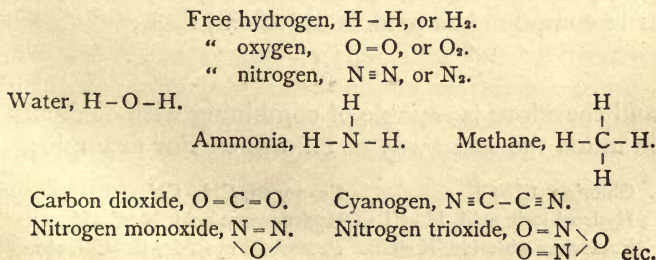 Free hydrogen, H – H, or H₂.
“ oxygen, O = O, or O₂.
“ nitrogen, N ≡ N, or N₂.
H H
Water, H – O – H. | |
Ammonia, H – N – H. Methane, H – C – H.
|
H
Carbon dioxide, O = C = O. Cyanogen, N ≡ C – C ≡ N.
Nitrogen monoxide, N = N. Nitrogen trioxide, O = N \
\ O / O = N / O etc.